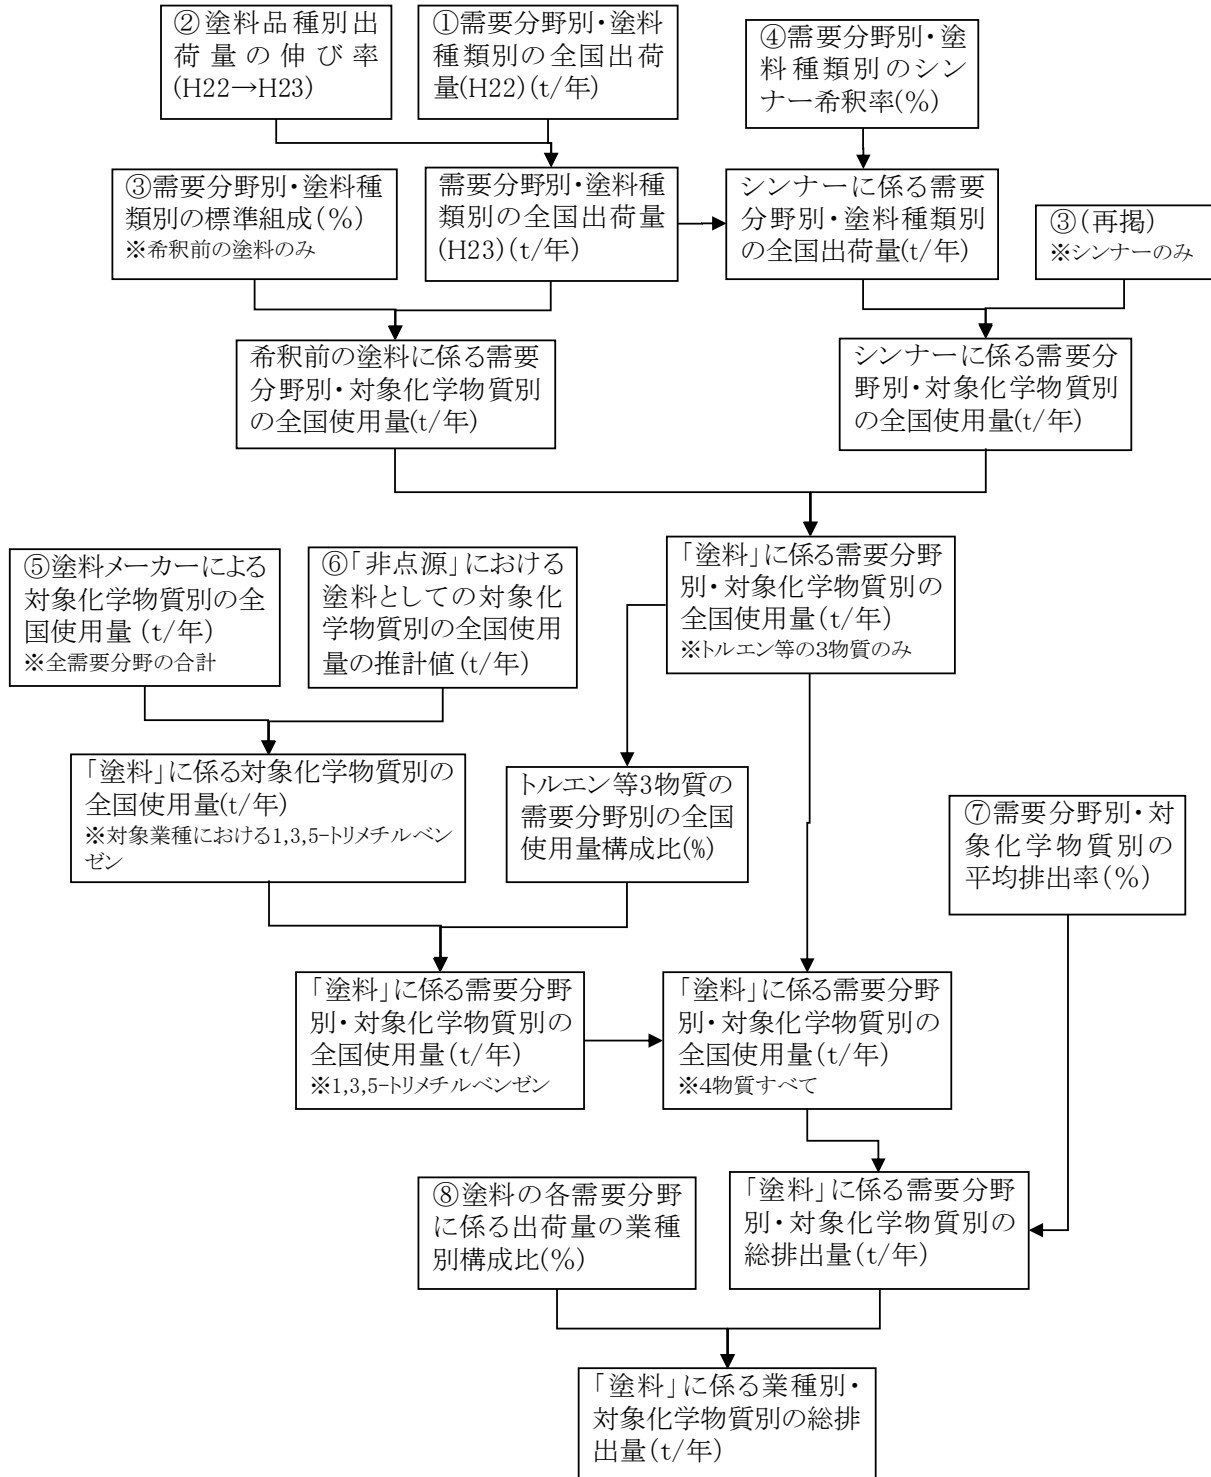 ②塗料品種別出
荷量の伸び率
(H22→H23)
①需要分野別・塗料
種類別の全国出荷
量(H22)(t/年)
④需要分野別・塗
料種類別のシン
ナー希釈率(%)
③需要分野別・塗料種
類別の標準組成(%)
※希釈前の塗料のみ
需要分野別・塗料種
類別の全国出荷量
(H23)(t/年)
シンナーに係る需要
分野別・塗料種類別
の全国出荷量(t/年)
③(再掲)
※シンナーのみ
希釈前の塗料に係る需要
分野別・対象化学物質別
の全国使用量(t/年)
シンナーに係る需要分
野別・対象化学物質別
の全国使用量(t/年)
⑤塗料メーカーによる
対象化学物質別の全
国使用量(t/年)
※全需要分野の合計
⑥「非点源」における
塗料としての対象化
学物質別の全国使用
量の推計値(t/年)
「塗料」に係る需要分野
別・対象化学物質別の
全国使用量(t/年)
※トルエン等の3物質のみ
「塗料」に係る対象化学物質別の
全国使用量(t/年)
※対象業種における1,3,5-トリメチルベン
ゼン
トルエン等3物質の
需要分野別の全国
使用量構成比(%)
⑦需要分野別・対
象化学物質別の
平均排出率(%)
「塗料」に係る需要分野
別・対象化学物質別の
全国使用量(t/年)
※1,3,5-トリメチルベンゼン
「塗料」に係る需要分野
別・対象化学物質別の
全国使用量(t/年)
※4物質すべて
⑧塗料の各需要分野
に係る出荷量の業種
別構成比(%)
「塗料」に係る需要分
野別・対象化学物質別の
総排出量(t/年)
「塗料」に係る業種別・
対象化学物質別の総排
出量(t/年)